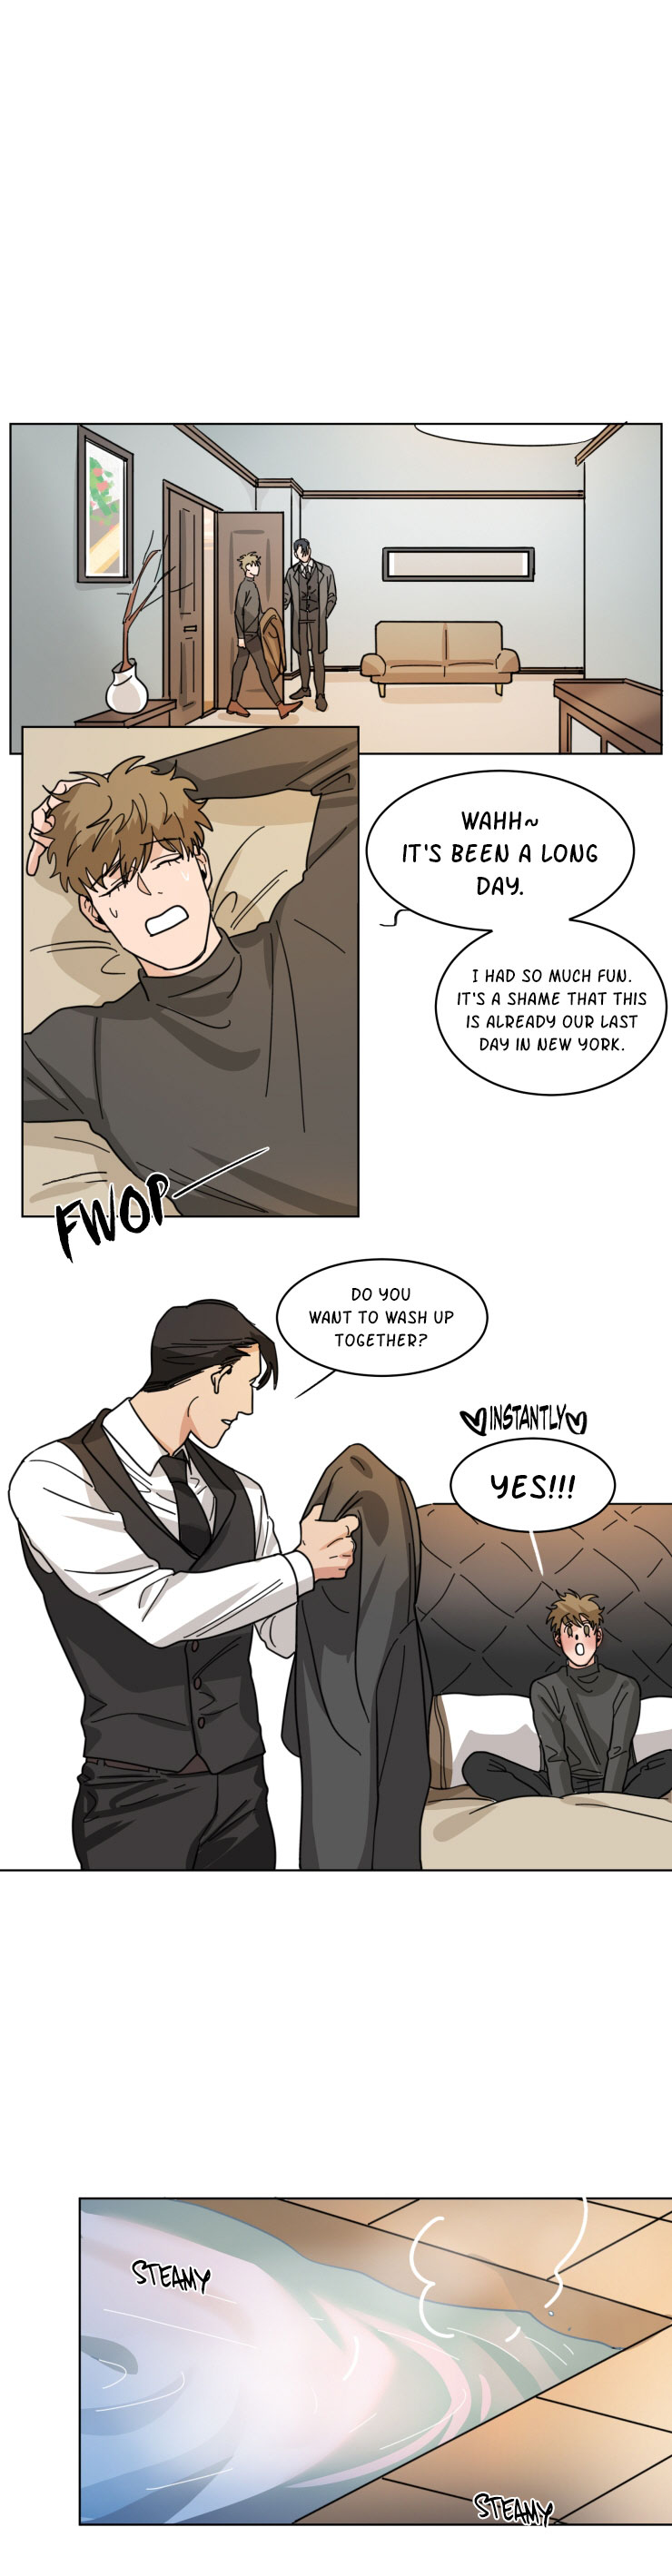 WAHH~
IT'S BEEN A LONG
DAY.
I HAD SO MUCH FUN.
IT'S A SHAME THAT THIS
IS ALREADY OUR LAST
DAY IN NEW YORK.
FWOP
DO YOU
WANT TO WASH UP
TOGETHER?
♡INSTANTLY♡
YES!!!
STEAMY
STEAMY